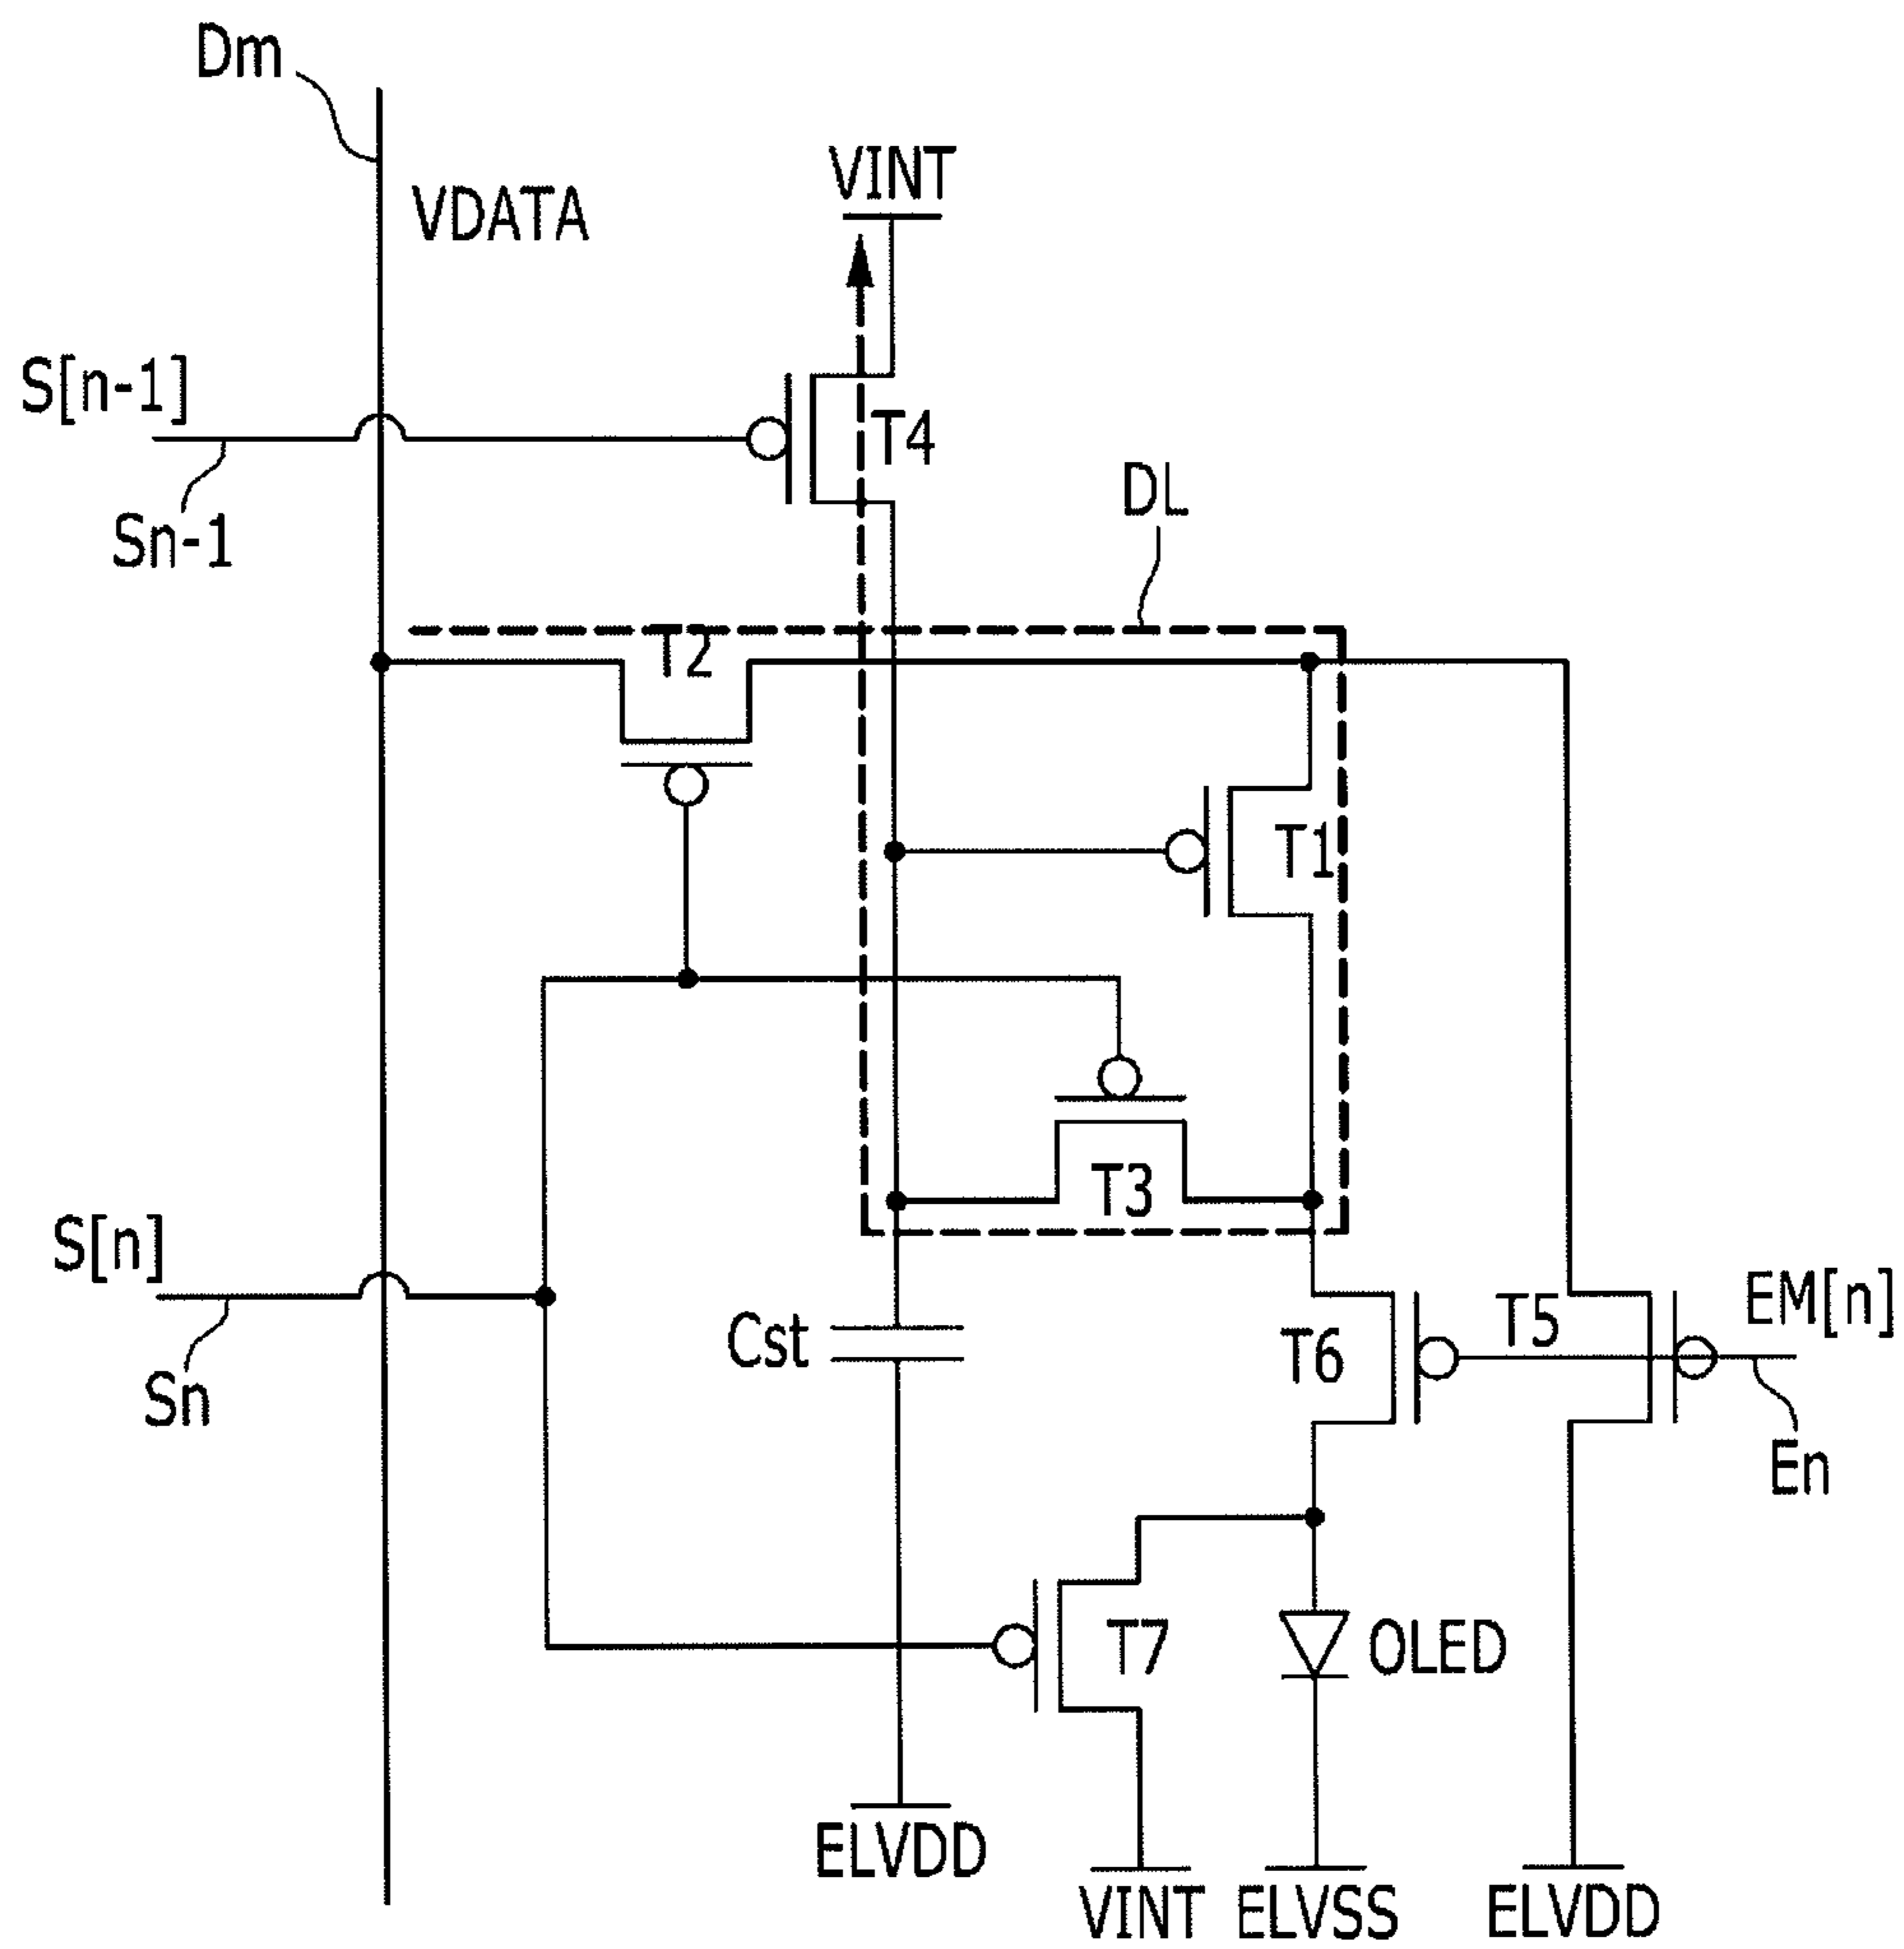 Dm
VDATA
VINT
S[n-1]
T4
Sn-1
DL
T2
T1
T3
S[n]
Sn
Cst
T6
T5
EM[n]
En
T7
OLED
ELVDD
VINT
ELVSS
ELVDD